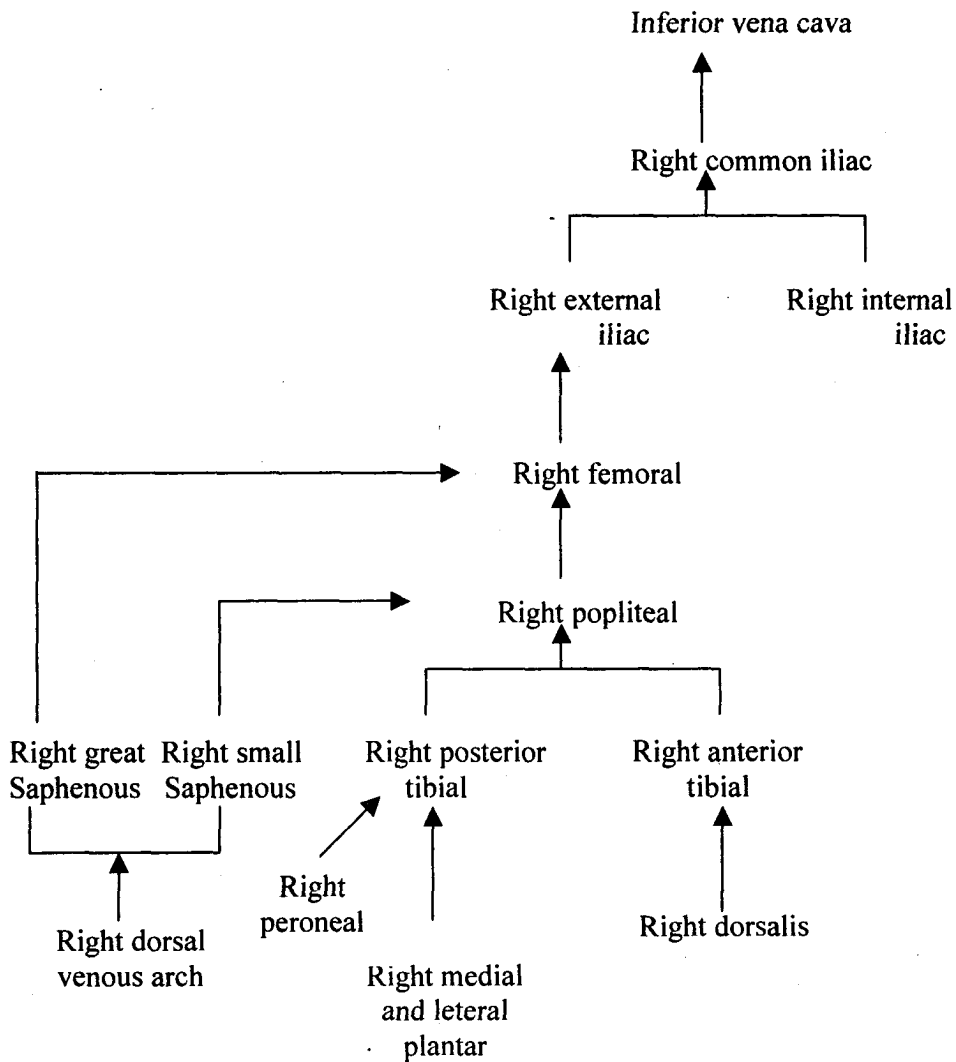 Inferior vena cava
Right common iliac
Right external
iliac
Right internal
iliac
Right femoral
Right popliteal
Right great
Saphenous
Right small
Saphenous
Right posterior
tibial
Right anterior
tibial
Right
peroneal
Right dorsalis
Right dorsal
venous arch
Right medial
and leteral
plantar